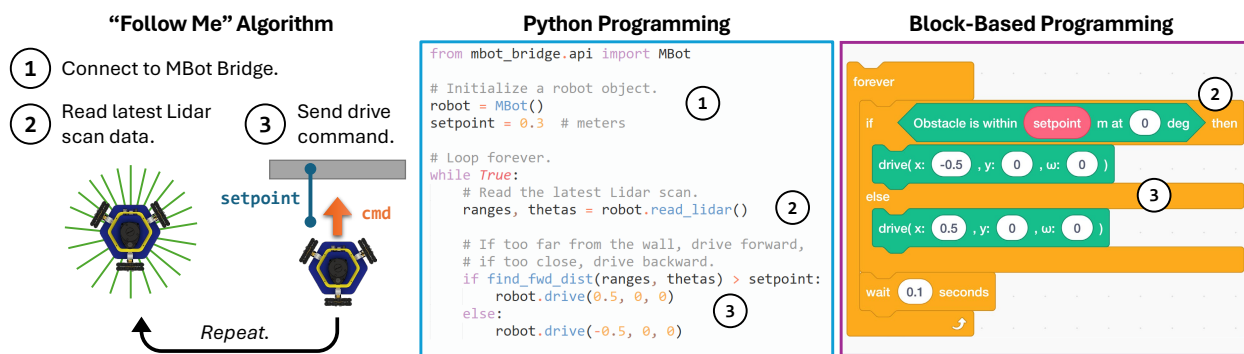 “Follow Me” Algorithm
1 Connect to MBot Bridge.
2 Read latest Lidar
scan data.
3 Send drive
command.
setpoint
cmd
Repeat.
Python Programming
from mbot_bridge.api import MBot
# Initialize a robot object.
robot = MBot()
setpoint = 0.3  # meters
1
# Loop forever.
while True:
    # Read the latest Lidar scan.
    ranges, thetas = robot.read_lidar()
2
    # If too far from the wall, drive forward,
    # if too close, drive backward.
    if find_fwd_dist(ranges, thetas) > setpoint:
        robot.drive(0.5, 0, 0)
    else:
        robot.drive(-0.5, 0, 0)
3
Block-Based Programming
forever
2
if Obstacle is within setpoint m at 0 deg then
drive( x: -0.5 , y: 0 , ω: 0 )
else
3
drive( x: 0.5 , y: 0 , ω: 0 )
wait 0.1 seconds